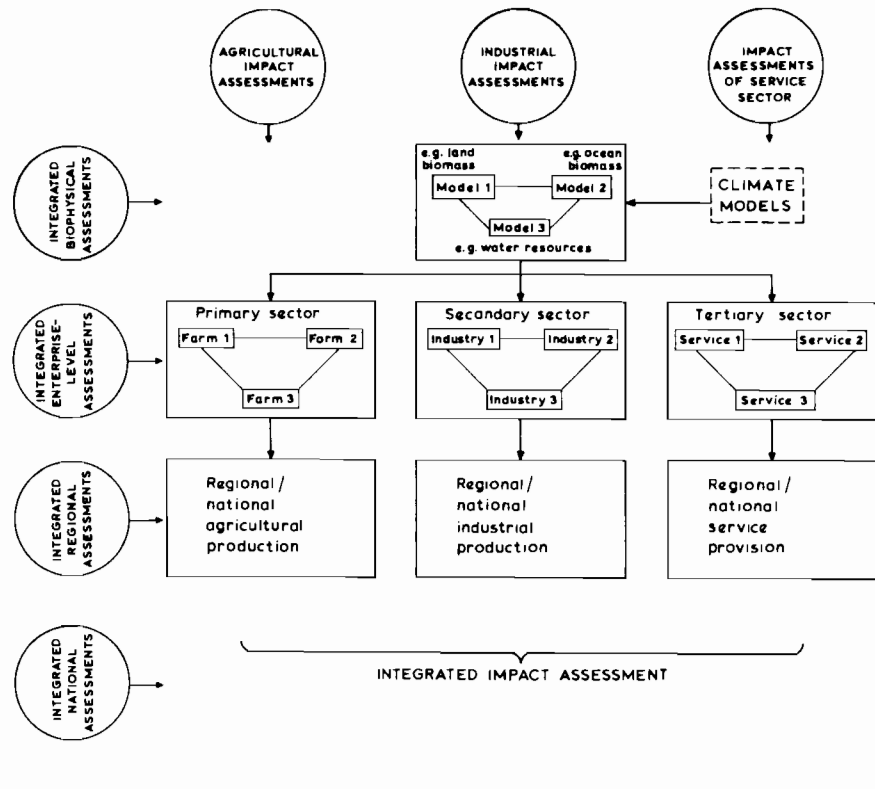 AGRICULTURAL
IMPACT
ASSESSMENTS
INDUSTRIAL
IMPACT
ASSESSMENTS
IMPACT
ASSESSMENTS
OF SERVICE
SECTOR
INTEGRATED
BIOPHYSICAL
ASSESSMENTS
e.g. land
biomass
e.g. ocean
biomass
Model 1
Model 2
Model 3
e.g. water resources
CLIMATE
MODELS
INTEGRATED
ENTERPRISE-
LEVEL
ASSESSMENTS
Primary sector
Farm 1
Form 2
Farm 3
Secandary sector
Industry 1
Industry 2
Industry 3
Tertiary sector
Service 1
Service 2
Service 3
INTEGRATED
REGIONAL
ASSESSMENTS
Regional/
national
agricultural
production
Regional/
national
industrial
production
Regional/
national
service
provision
INTEGRATED
NATIONAL
ASSESSMENTS
INTEGRATED IMPACT ASSESSMENT